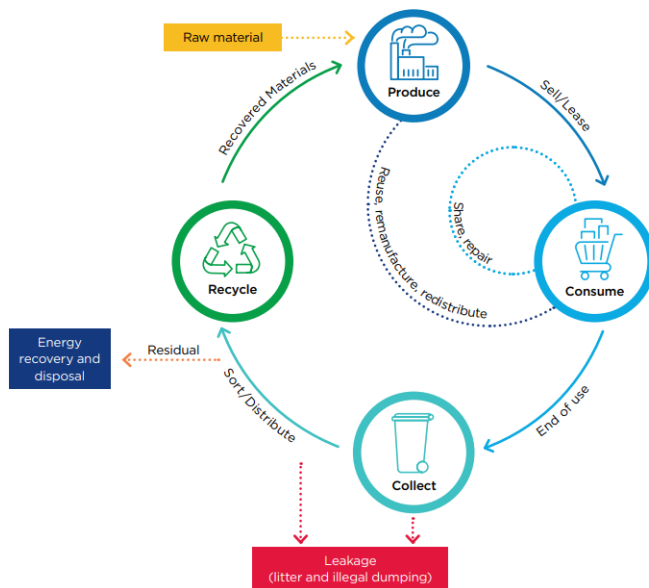 Raw material
Produce
Recovered Materials
Sell/Lease
Reuse, remanufacture, redistribute
Share, repair
Recycle
Consume
Energy
recovery and
disposal
Residual
Sort/Distribute
End of use
Collect
Leakage
(litter and illegal dumping)